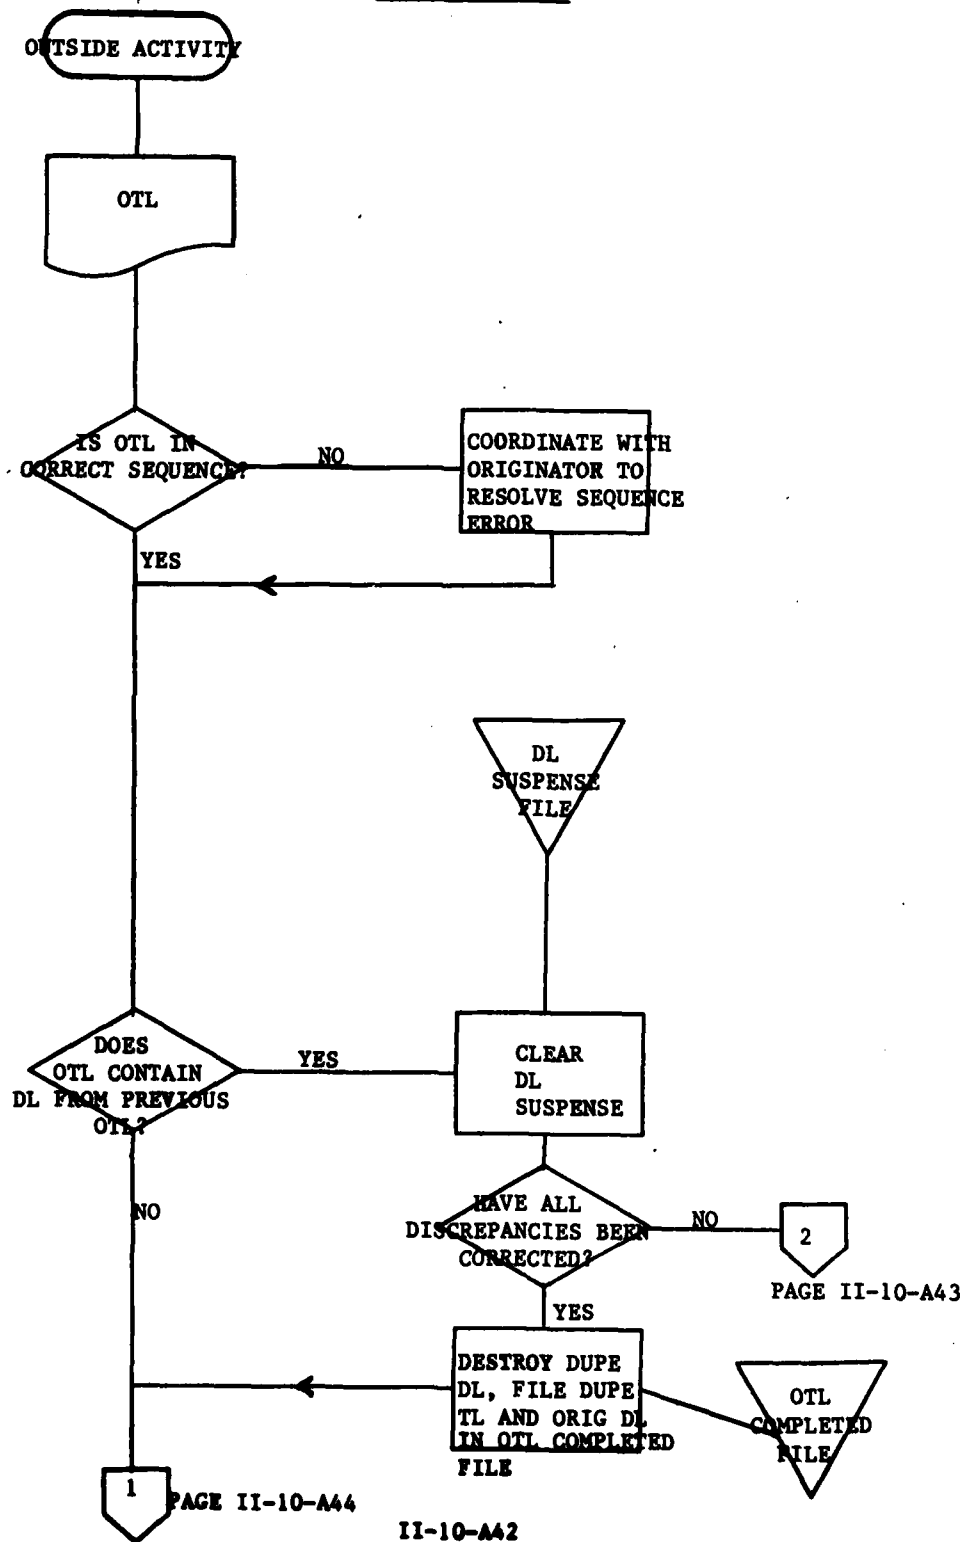 OUTSIDE ACTIVITY
OTL
IS OTL IN
CORRECT SEQUENCE?
NO
COORDINATE WITH
ORIGINATOR TO
RESOLVE SEQUENCE
ERROR
YES
DL
SUSPENSE
FILE
DOES
OTL CONTAIN
DL FROM PREVIOUS
OTL?
YES
CLEAR
DL
SUSPENSE
NO
HAVE ALL
DISCREPANCIES BEEN
CORRECTED?
NO
2
PAGE II-10-A43
YES
DESTROY DUPE
DL, FILE DUPE
TL AND ORIG DL
IN OTL COMPLETED
FILE
OTL
COMPLETED
FILE
1
PAGE II-10-A44
II-10-A42